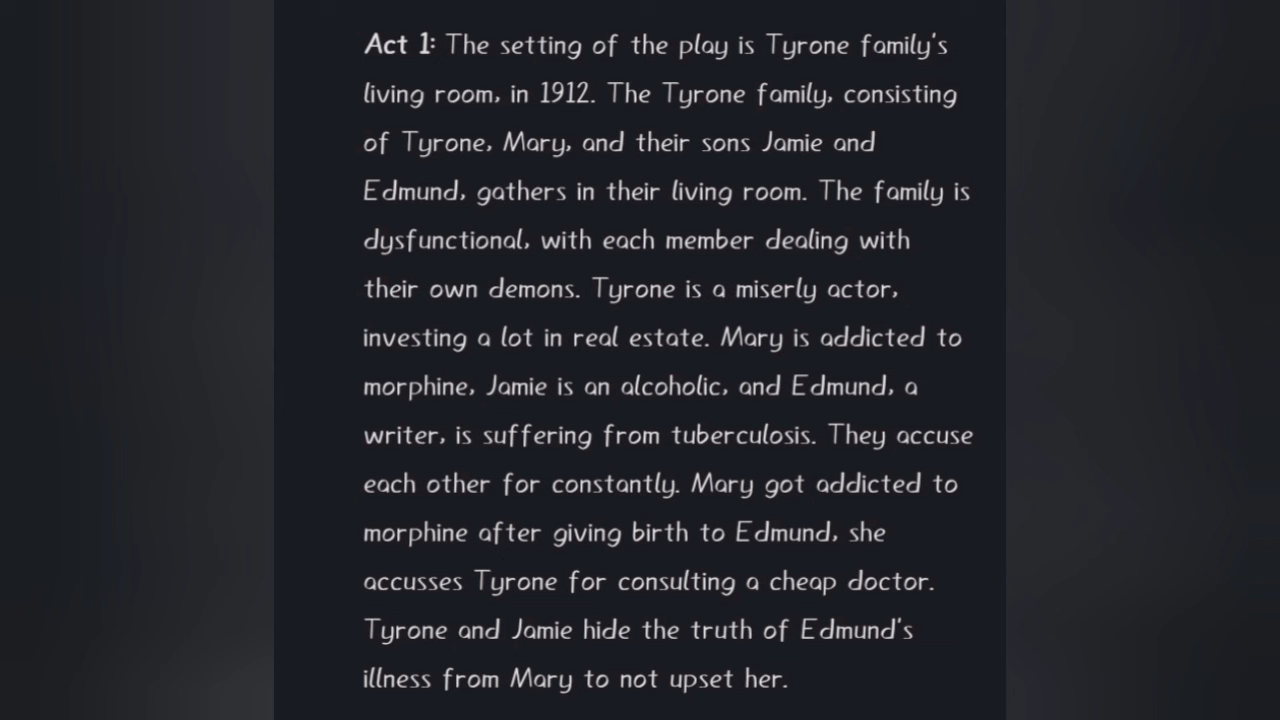 Act 1: The setting of the play is Tyrone family's
living room, in 1912. The Tyrone family, consisting
of Tyrone, Mary, and their sons Jamie and
Edmund, gathers in their living room. The family is
dysfunctional, with each member dealing with
their own demons. Tyrone is a miserly actor,
investing a lot in real estate. Mary is addicted to
morphine, Jamie is an alcoholic, and Edmund, a
writer, is suffering from tuberculosis. They accuse
each other for constantly. Mary got addicted to
morphine after giving birth to Edmund, she
accusses Tyrone for consulting a cheap doctor.
Tyrone and Jamie hide the truth of Edmund's
illness from Mary to not upset her.